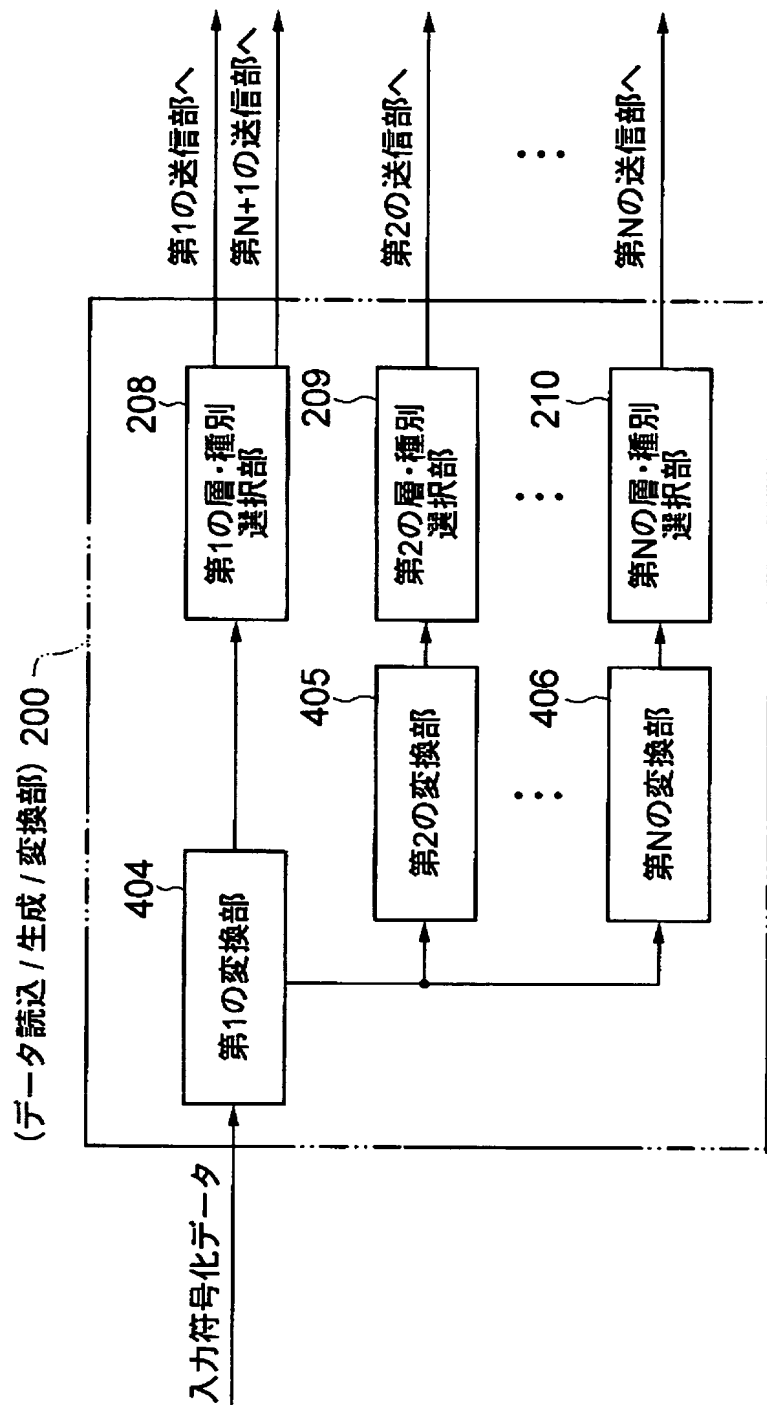 (データ読込/生成/変換部) 200
入力符号化データ
404
第1の変換部
208
第1の層・種別
選択部
第1の送信部へ
第N+1の送信部へ
405
第2の変換部
209
第2の層・種別
選択部
第2の送信部へ
406
第Nの変換部
210
第Nの層・種別
選択部
第Nの送信部へ